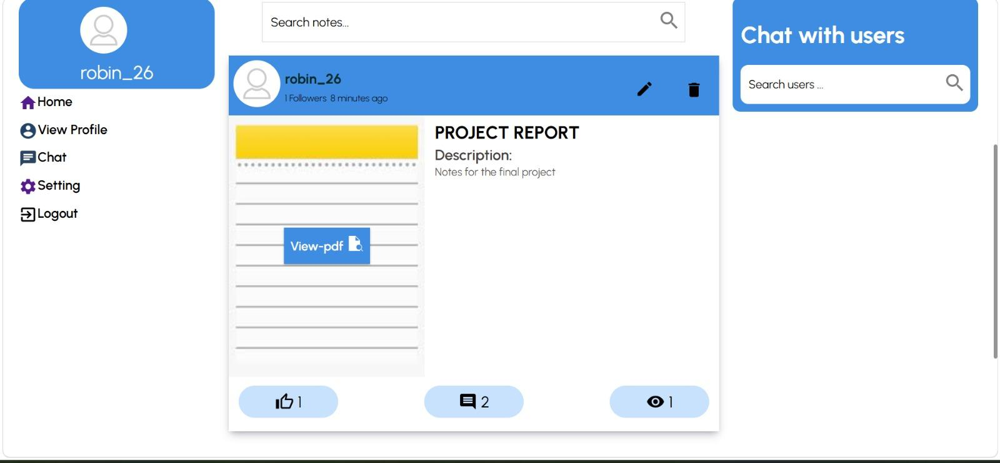 robin_26
Home
View Profile
Chat
Setting
Logout
Search notes...
robin_26
1 Followers 8 minutes ago
PROJECT REPORT
Description:
Notes for the final project
View-pdf
1
2
1
Chat with users
Search users ...